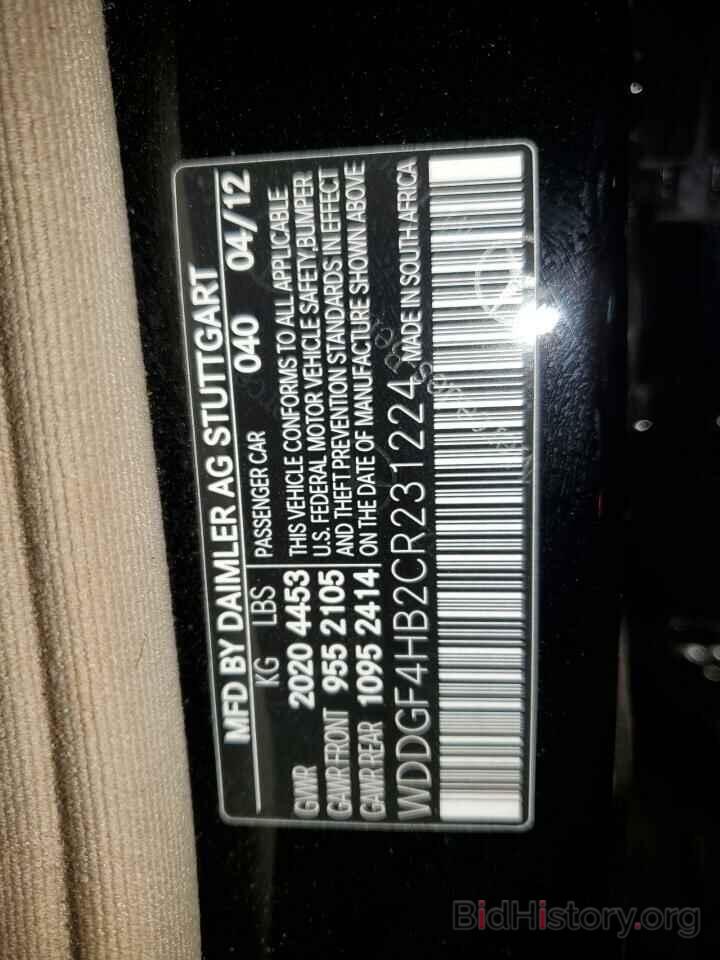 MFD BY DAIMLER AG STUTTGART
040 04/12
KG LBS PASSENGER CAR
GVWR 2020 4453 THIS VEHICLE CONFORMS TO ALL APPLICABLE
GAWR FRONT 955 2105 U.S. FEDERAL MOTOR VEHICLE SAFETY,BUMPER
GAWR REAR 1095 2414 AND THEFT PREVENTION STANDARDS IN EFFECT
ON THE DATE OF MANUFACTURE SHOWN ABOVE
WDDGF4HB2CR231224 MADE IN SOUTH AFRICA
BidHistory.org